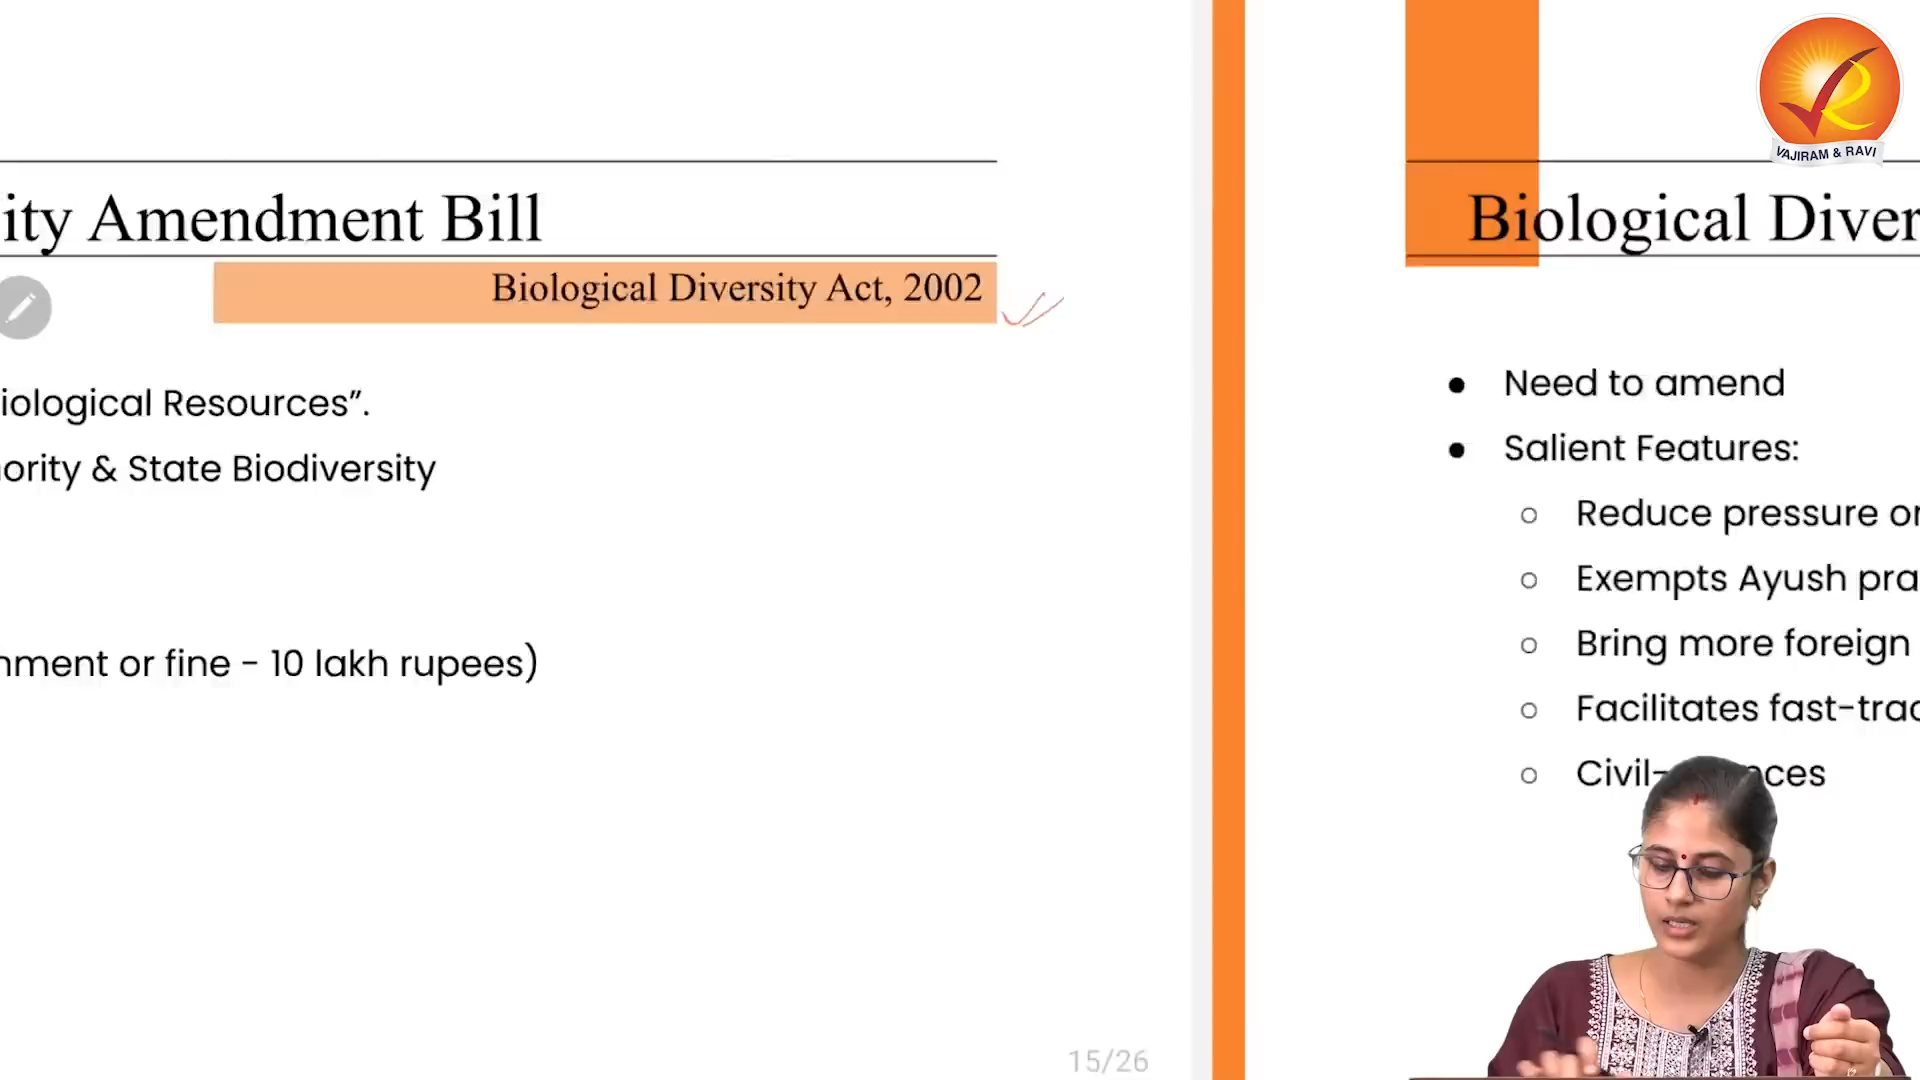 VAJIRAM & RAVI
ity Amendment Bill
Biological Diversity Act, 2002
iological Resources”.
ority & State Biodiversity
nment or fine - 10 lakh rupees)
15/26
Biological Diver
● Need to amend
● Salient Features:
○ Reduce pressure or
○ Exempts Ayush pra
○ Bring more foreign
○ Facilitates fast-trac
○ Civil- nces